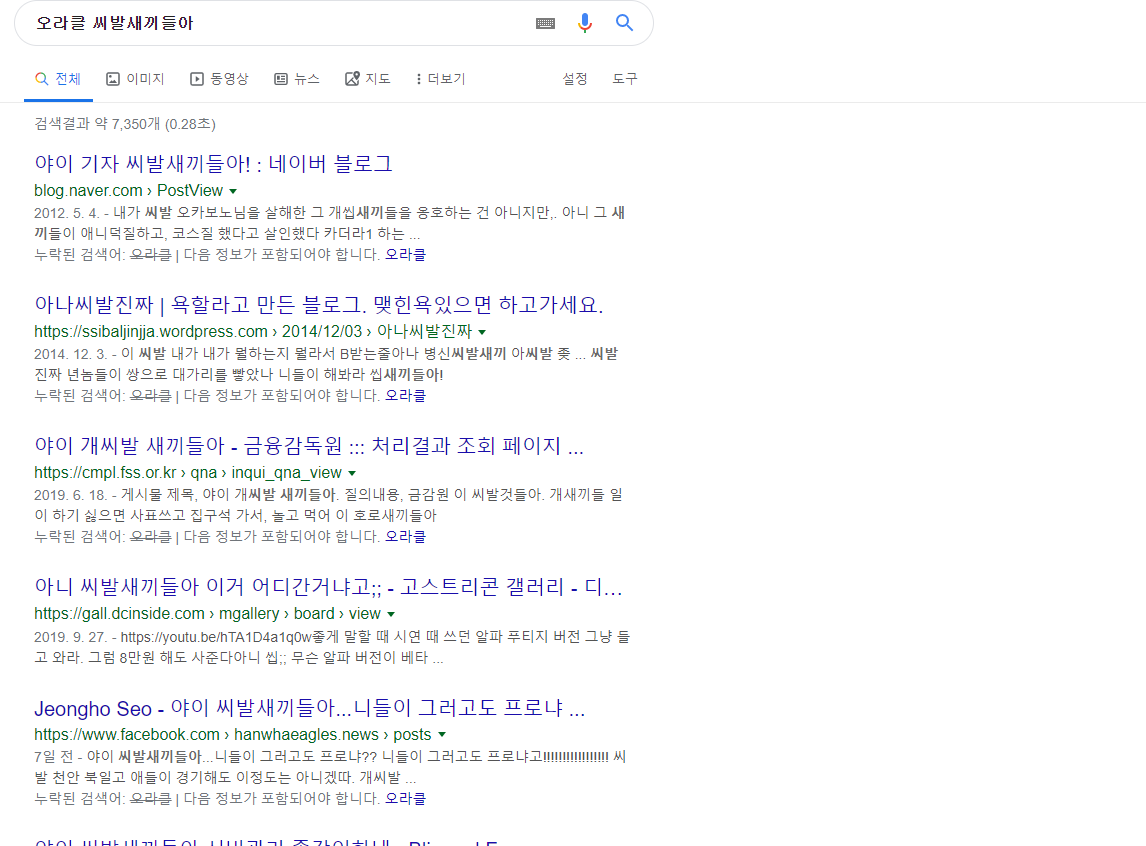 오라클 씨발새끼들아
전체 이미지 동영상 뉴스 지도 더보기 설정 도구
검색결과 약 7,350개 (0.28초)
야이 기자 씨발새끼들아! : 네이버 블로그
blog.naver.com › PostView
2012. 5. 4. - 내가 씨발 오카보노님을 살해한 그 개씹새끼들을 옹호하는 건 아니지만,. 아니 그 새
끼들이 애니덕질하고, 코스질 했다고 살인했다 카더라1 하는 ...
누락된 검색어: 오라클 | 다음 정보가 포함되어야 합니다. 오라클
아나씨발진짜 | 욕할라고 만든 블로그. 맺힌욕있으면 하고가세요.
https://ssibaljinjja.wordpress.com › 2014/12/03 › 아나씨발진짜
2014. 12. 3. - 이 씨발 내가 내가 뭘하는지 뭘라서 B받는줄아나 병신씨발새끼 아씨발 좆 ... 씨발
진짜 년놈들이 쌍으로 대가리를 빻았나 니들이 해봐라 씹새끼들아!
누락된 검색어: 오라클 | 다음 정보가 포함되어야 합니다. 오라클
야이 개씨발 새끼들아 - 금융감독원 ::: 처리결과 조회 페이지 ...
https://cmpl.fss.or.kr › qna › inqui_qna_view
2019. 6. 18. - 게시물 제목, 야이 개씨발 새끼들아. 질의내용, 금감원 이 씨발것들아. 개새끼들 일
이 하기 싫으면 사표쓰고 집구석 가서, 놀고 먹어 이 호로새끼들아
누락된 검색어: 오라클 | 다음 정보가 포함되어야 합니다. 오라클
아니 씨발새끼들아 이거 어디간거냐고;; - 고스트리콘 갤러리 - 디...
https://gall.dcinside.com › mgallery › board › view
2019. 9. 27. - https://youtu.be/hTA1D4a1q0w좋게 말할 때 시연 때 쓰던 알파 푸티지 버전 그냥 들
고 와라. 그럼 8만원 해도 사준다아니 씹;; 무슨 알파 버전이 베타 ...
Jeongho Seo - 야이 씨발새끼들아...니들이 그러고도 프로냐 ...
https://www.facebook.com › hanwhaeagles.news › posts
7일 전 - 야이 씨발새끼들아...니들이 그러고도 프로냐?? 니들이 그러고도 프로냐고!!!!!!!!!!!!!!!!! 씨
발 천안 북일고 애들이 경기해도 이정도는 아니겠따. 개씨발 ...
누락된 검색어: 오라클 | 다음 정보가 포함되어야 합니다. 오라클